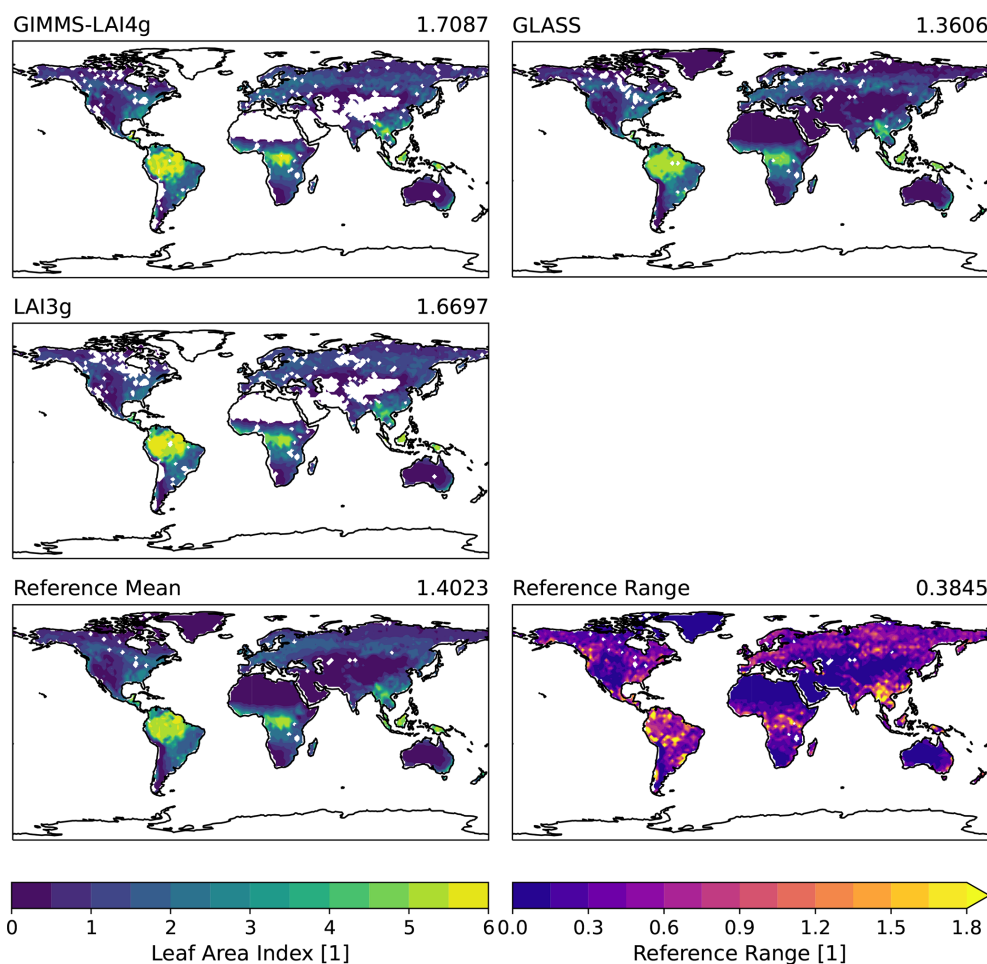 GIMMS-LAI4g 1.7087
GLASS 1.3606
LAI3g 1.6697
Reference Mean 1.4023
Reference Range 0.3845
0 1 2 3 4 5 6
Leaf Area Index [1]
0.0 0.3 0.6 0.9 1.2 1.5 1.8
Reference Range [1]